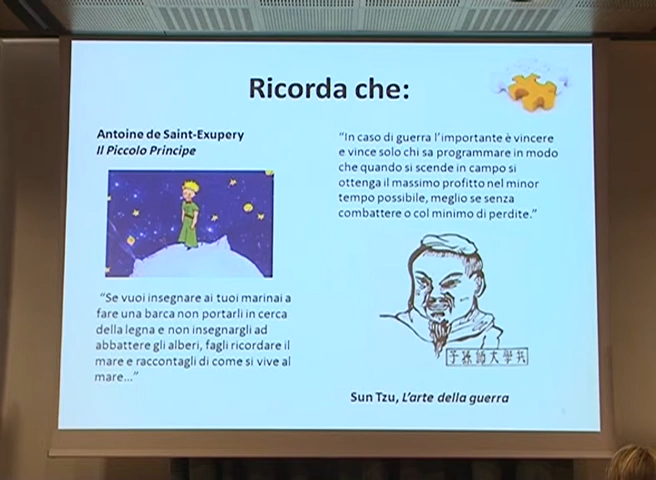 Ricorda che:
Antoine de Saint-Exupery
Il Piccolo Principe
"Se vuoi insegnare ai tuoi marinai a
fare una barca non portarli in cerca
della legna e non insegnargli ad
abbattere gli alberi, fagli ricordare il
mare e raccontagli di come si vive al
mare..."
"In caso di guerra l'importante è vincere
e vince solo chi sa programmare in modo
che quando si scende in campo si
ottenga il massimo profitto nel minor
tempo possibile, meglio se senza
combattere o col minimo di perdite."
Sun Tzu, L'arte della guerra